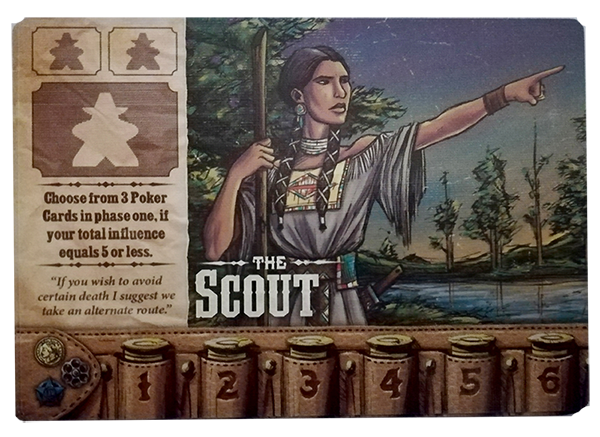 Choose from 3 Poker
Cards in phase one, if
your total influence
equals 5 or less.
"If you wish to avoid
certain death I suggest we
take an alternate route."
THE
SCOUT
1 2 3 4 5 6